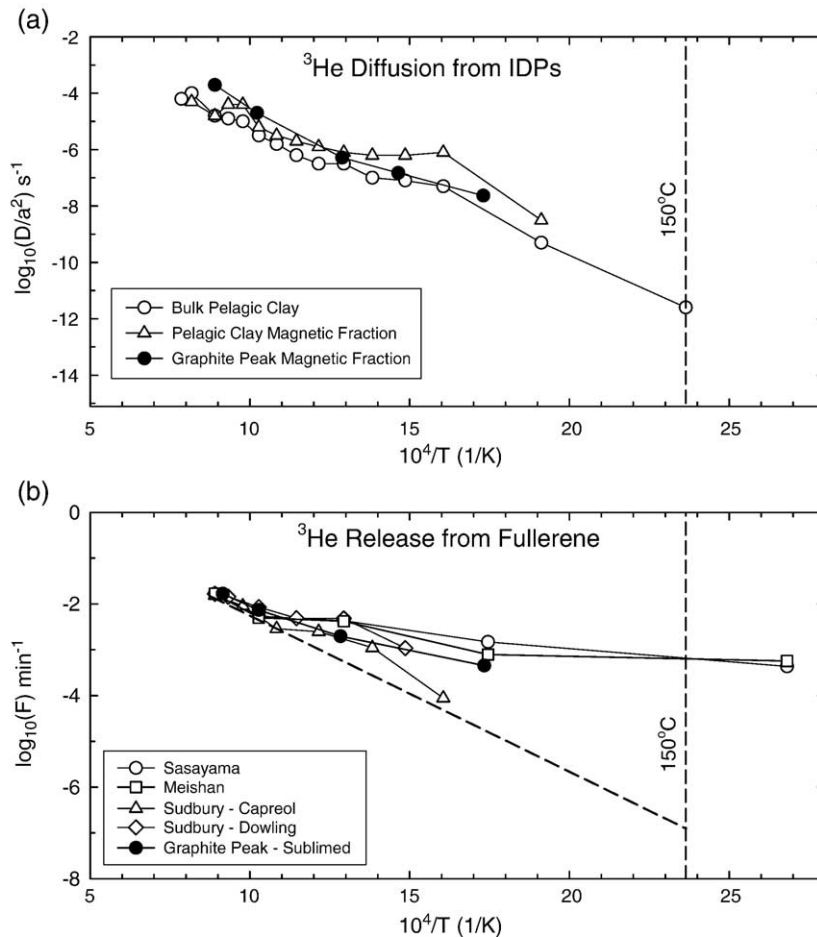 (a)
-2
-4
-6
-8
-10
-12
-14
log₁₀(D/a²) s⁻¹
³He Diffusion from IDPs
150°C
Bulk Pelagic Clay
Pelagic Clay Magnetic Fraction
Graphite Peak Magnetic Fraction
5 10 15 20 25
10⁴/T (1/K)
(b)
0
-2
-4
-6
-8
log₁₀(F) min⁻¹
³He Release from Fullerene
150°C
Sasayama
Meishan
Sudbury - Capreol
Sudbury - Dowling
Graphite Peak - Sublimed
5 10 15 20 25
10⁴/T (1/K)